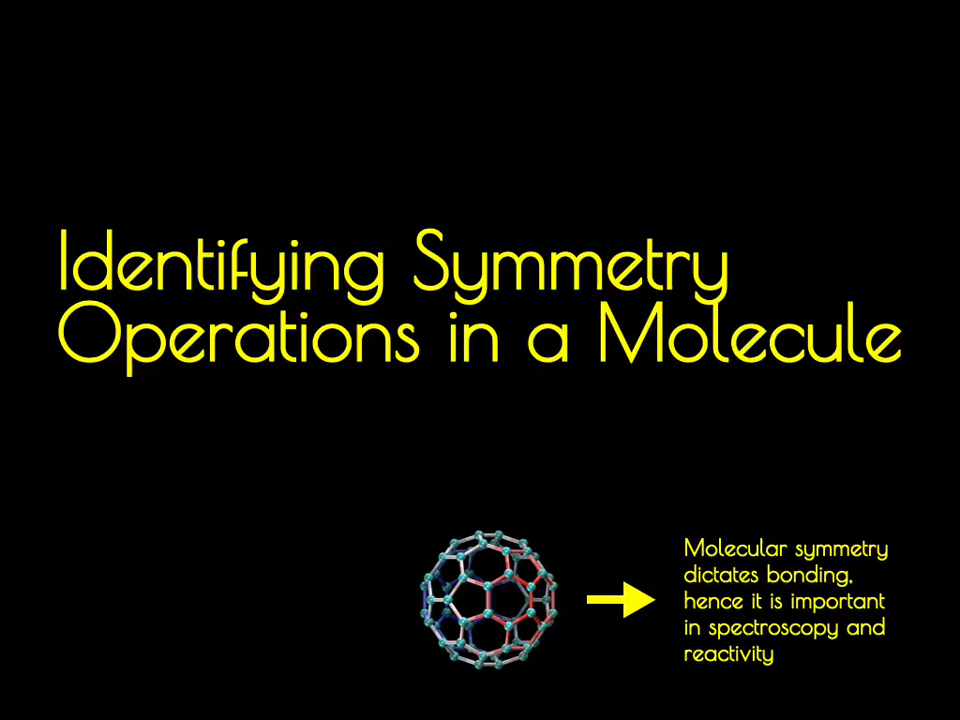 Identifying Symmetry
Operations in a Molecule
Molecular symmetry
dictates bonding,
hence it is important
in spectroscopy and
reactivity